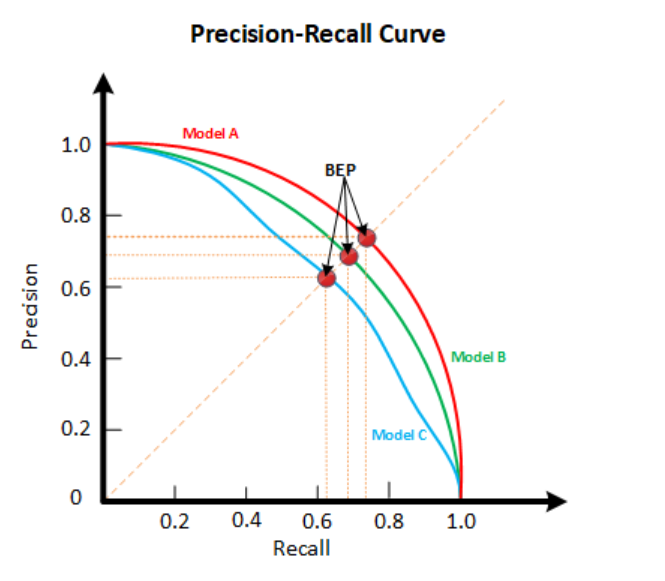 Precision-Recall Curve
Model A
1.0
BEP
0.8
0.6
Precision
Model B
0.4
Model C
0.2
0
0.2 0.4 0.6 0.8 1.0
Recall